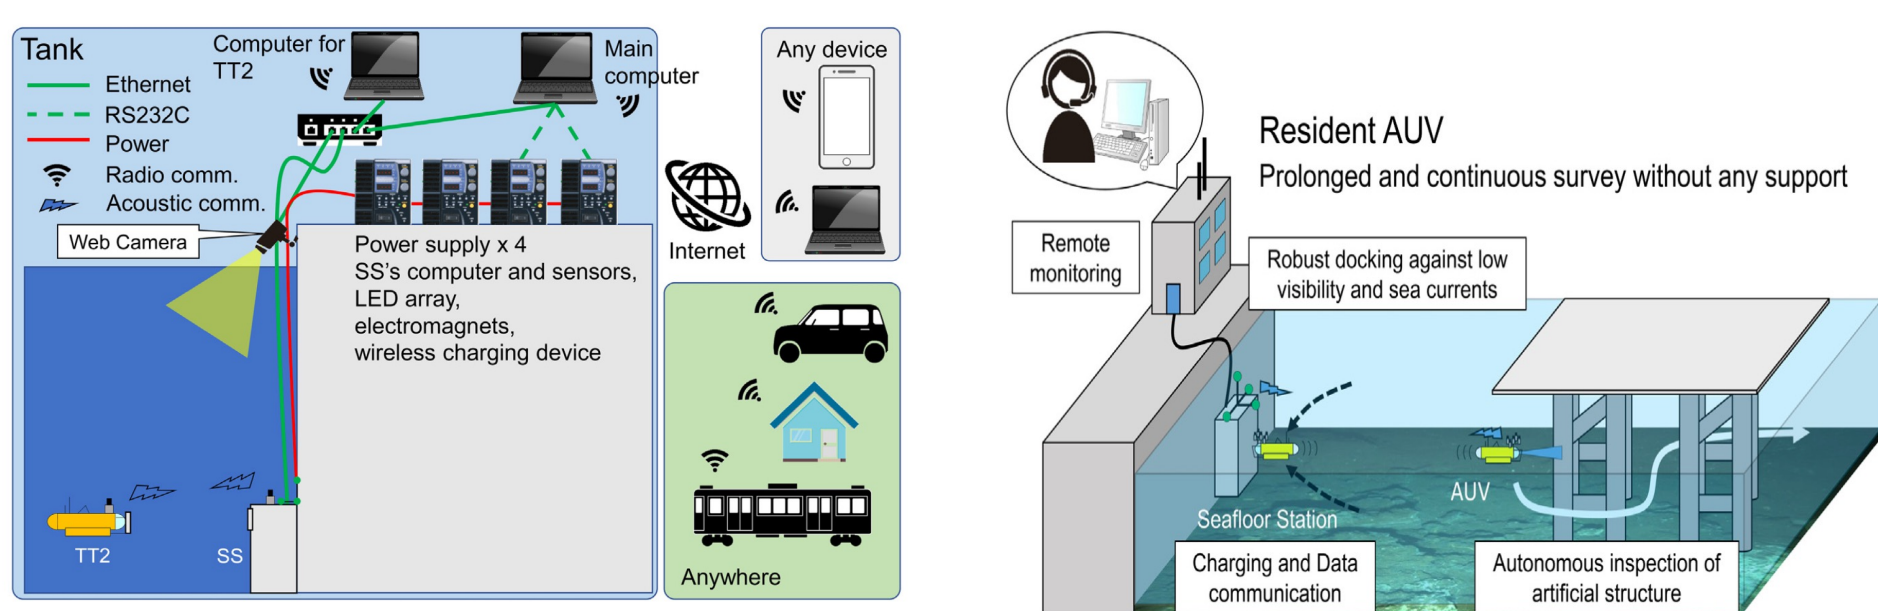 Tank
Ethernet
RS232C
Power
Radio comm.
Acoustic comm.
Computer for
TT2
Main
computer
Web Camera
Power supply x 4
SS's computer and sensors,
LED array,
electromagnets,
wireless charging device
TT2
SS
Internet
Any device
Anywhere
Resident AUV
Prolonged and continuous survey without any support
Remote
monitoring
Robust docking against low
visibility and sea currents
AUV
Seafloor Station
Charging and Data
communication
Autonomous inspection of
artificial structure